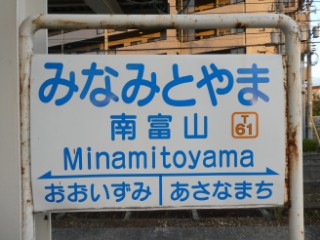 みなみとやま
南富山
T
61
Minamitoyama
おおいずみ あさなまち